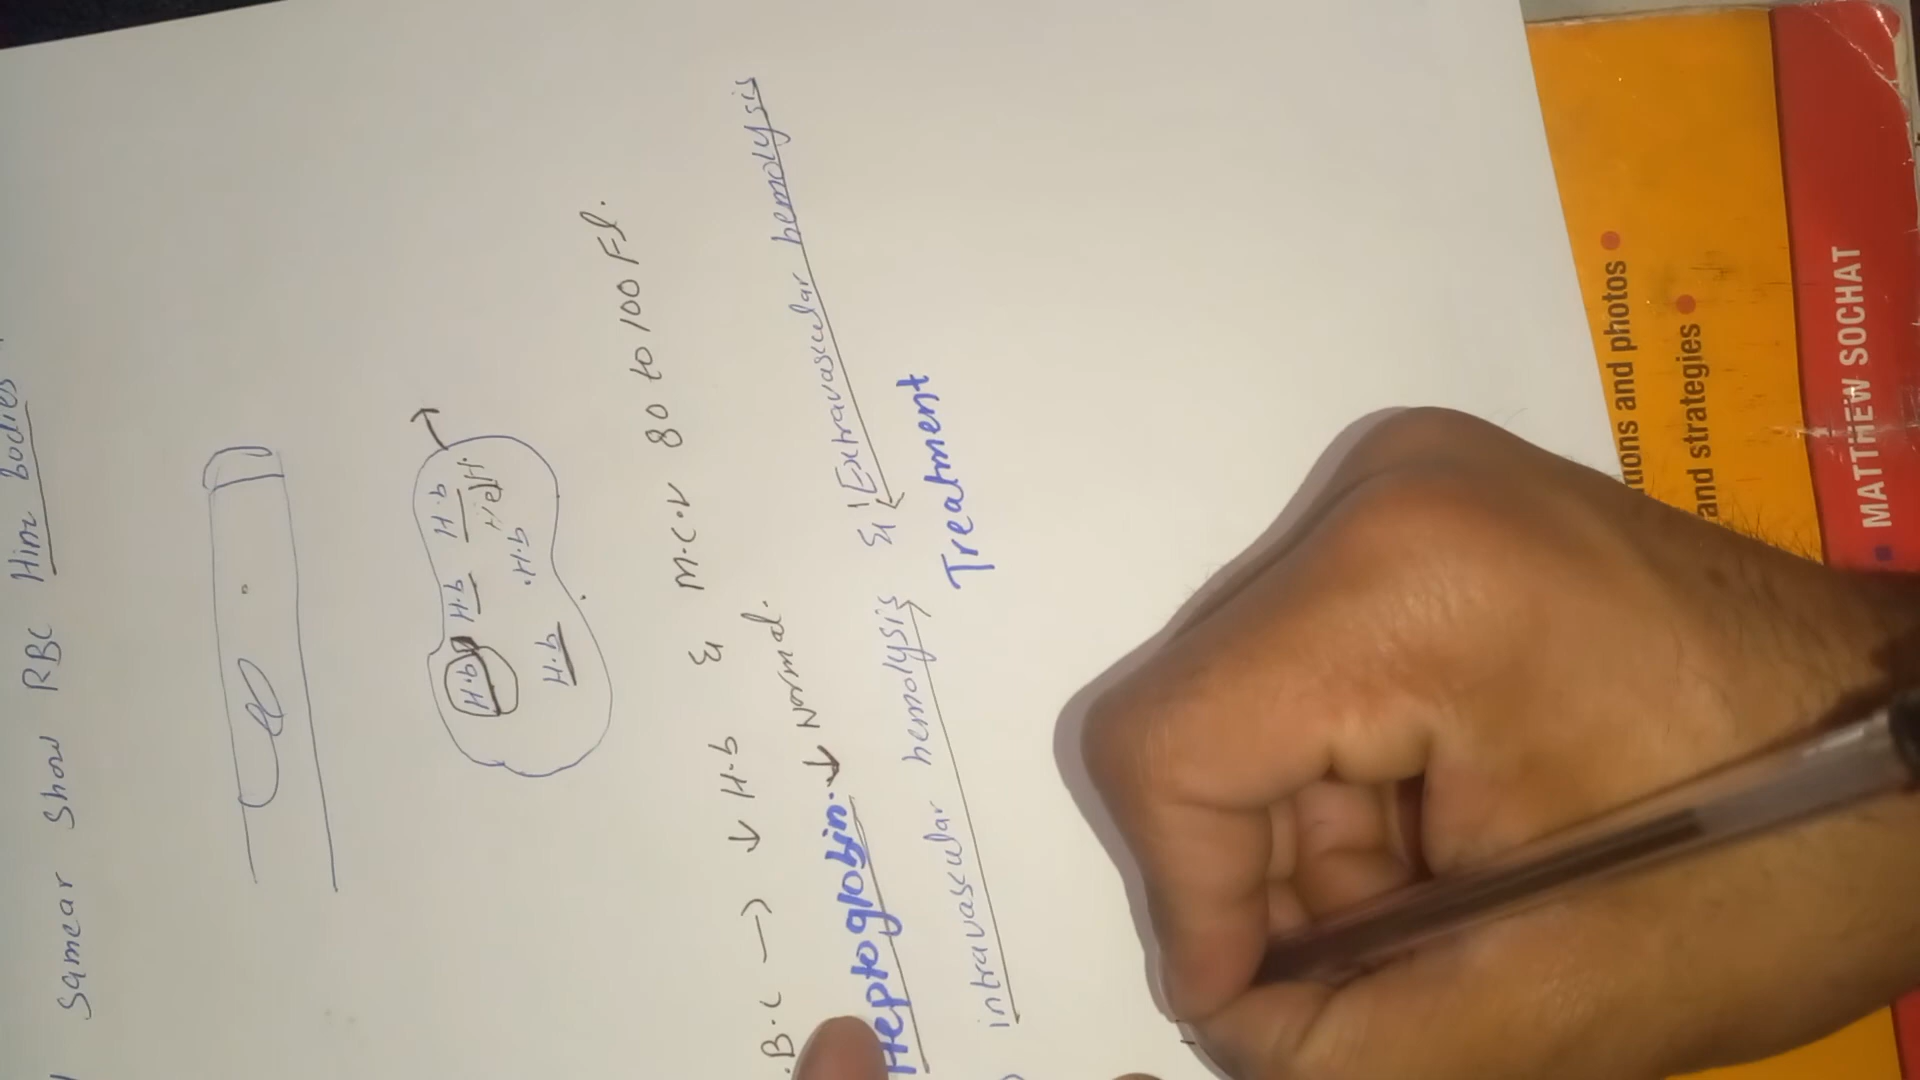 Samear Show RBC Hinz bodies
H.b H.b H.b
H.b .H.b
.B.C → ↓ H.b & M.C.V 80 to 100 Fl.
Heptoglobin. ↓ Normal.
intravascular hemolysis & Extravascular hemolysis
Treatment
ions and photos •
and strategies •
• MATTHEW SOCHAT